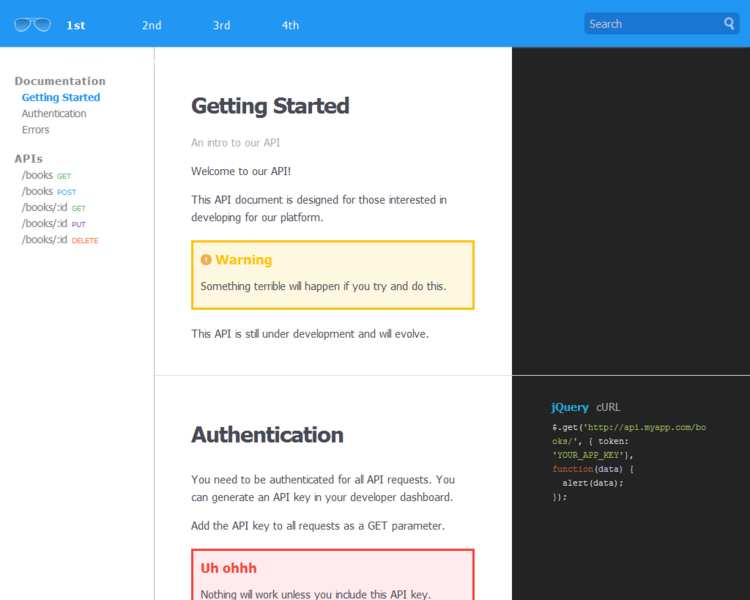 1st 2nd 3rd 4th Search
Documentation
Getting Started
Authentication
Errors
APIs
/books GET
/books POST
/books/:id GET
/books/:id PUT
/books/:id DELETE
Getting Started
An intro to our API
Welcome to our API!
This API document is designed for those interested in
developing for our platform.
! Warning
Something terrible will happen if you try and do this.
This API is still under development and will evolve.
Authentication
You need to be authenticated for all API requests. You
can generate an API key in your developer dashboard.
Add the API key to all requests as a GET parameter.
Uh ohhh
Nothing will work unless you include this API key.
jQuery cURL
$.get('http://api.myapp.com/bo
oks/', { token:
'YOUR_APP_KEY'},
function(data) {
  alert(data);
});